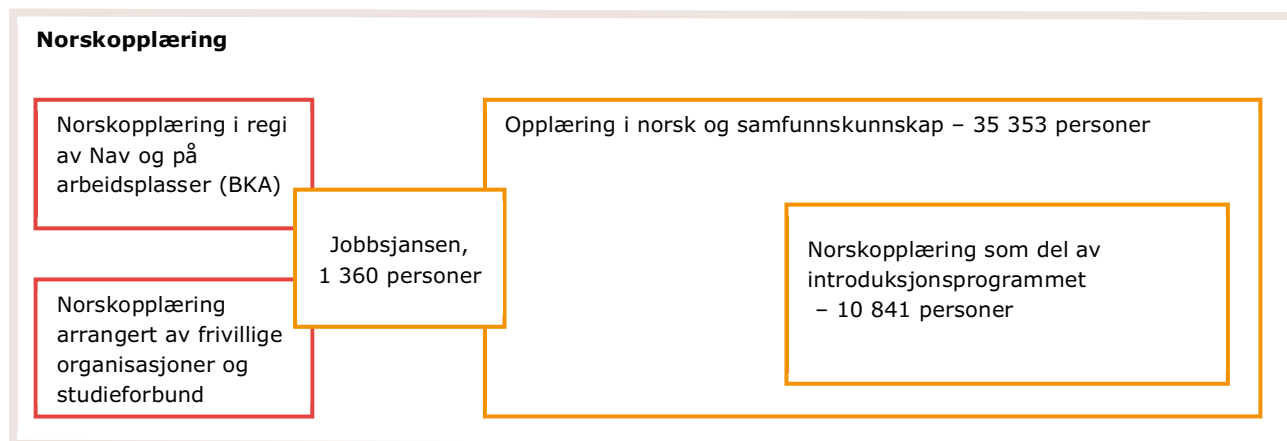 Norskopplæring
Norskopplæring i regi
av Nav og på
arbeidsplasser (BKA)
Norskopplæring
arrangert av frivillige
organisasjoner og
studieforbund
Jobbsjansen,
1 360 personer
Opplæring i norsk og samfunnskunnskap – 35 353 personer
Norskopplæring som del av
introduksjonsprogrammet
– 10 841 personer